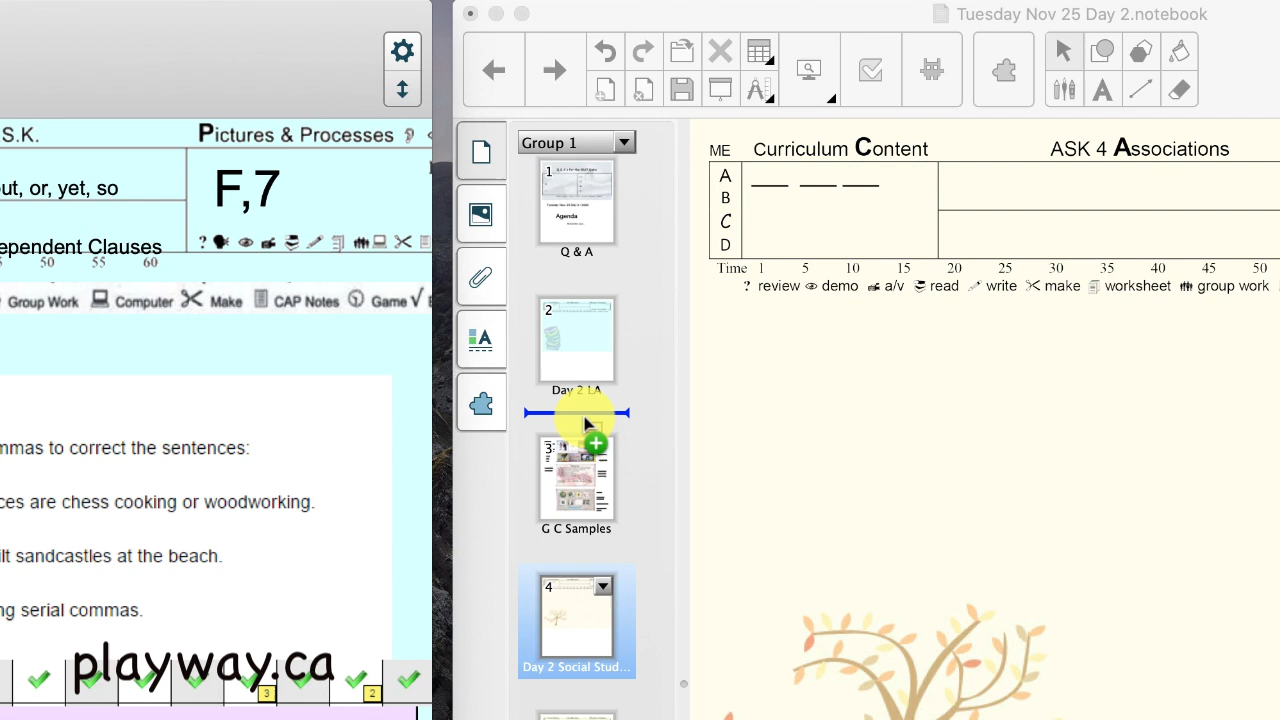 S.K.
Pictures & Processes
ut, or, yet, so
F,7
ependent Clauses
50 55 60
Group Work Computer Make CAP Notes Game
mmas to correct the sentences:
ces are chess cooking or woodworking.
ilt sandcastles at the beach.
ng serial commas.
playway.ca
3
2
Tuesday Nov 25 Day 2.notebook
Group 1
1
Agenda
Q & A
2
Day 2 LA
3
G C Samples
4
Day 2 Social Stud...
ME Curriculum Content ASK 4 Associations
A
B
C
D
Time 1 5 10 15 20 25 30 35 40 45 50
? review demo a/v read write make worksheet group work